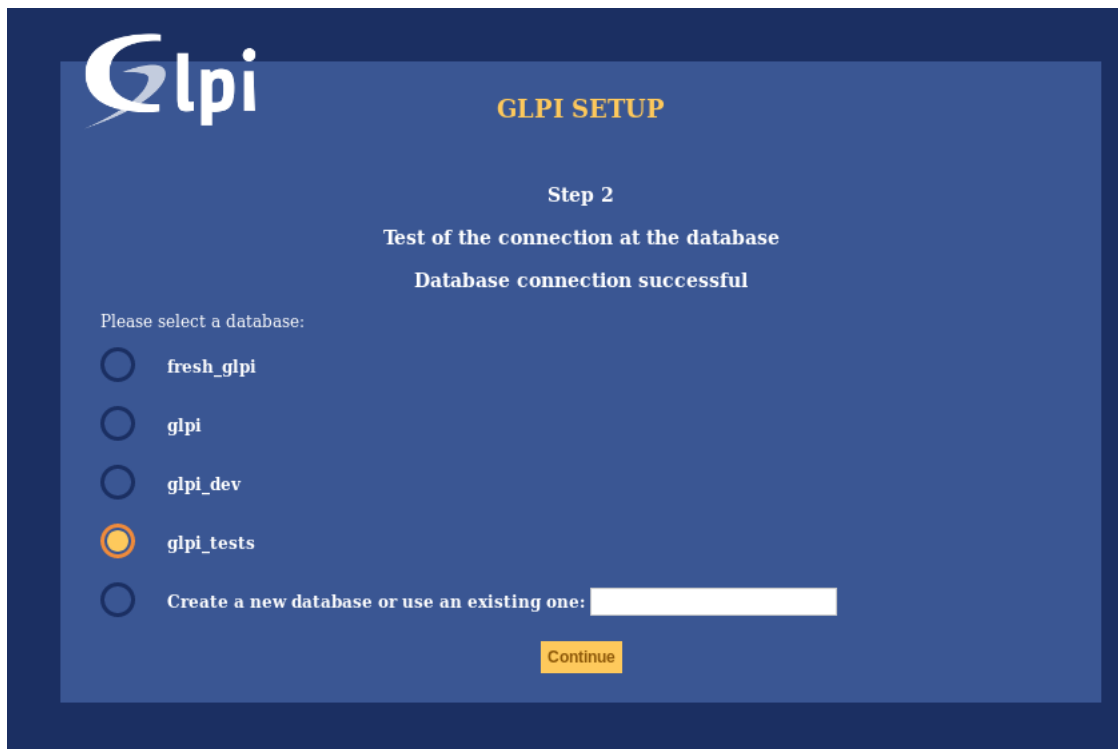 Glpi
GLPI SETUP
Step 2
Test of the connection at the database
Database connection successful
Please select a database:
fresh_glpi
glpi
glpi_dev
glpi_tests
Create a new database or use an existing one:
Continue